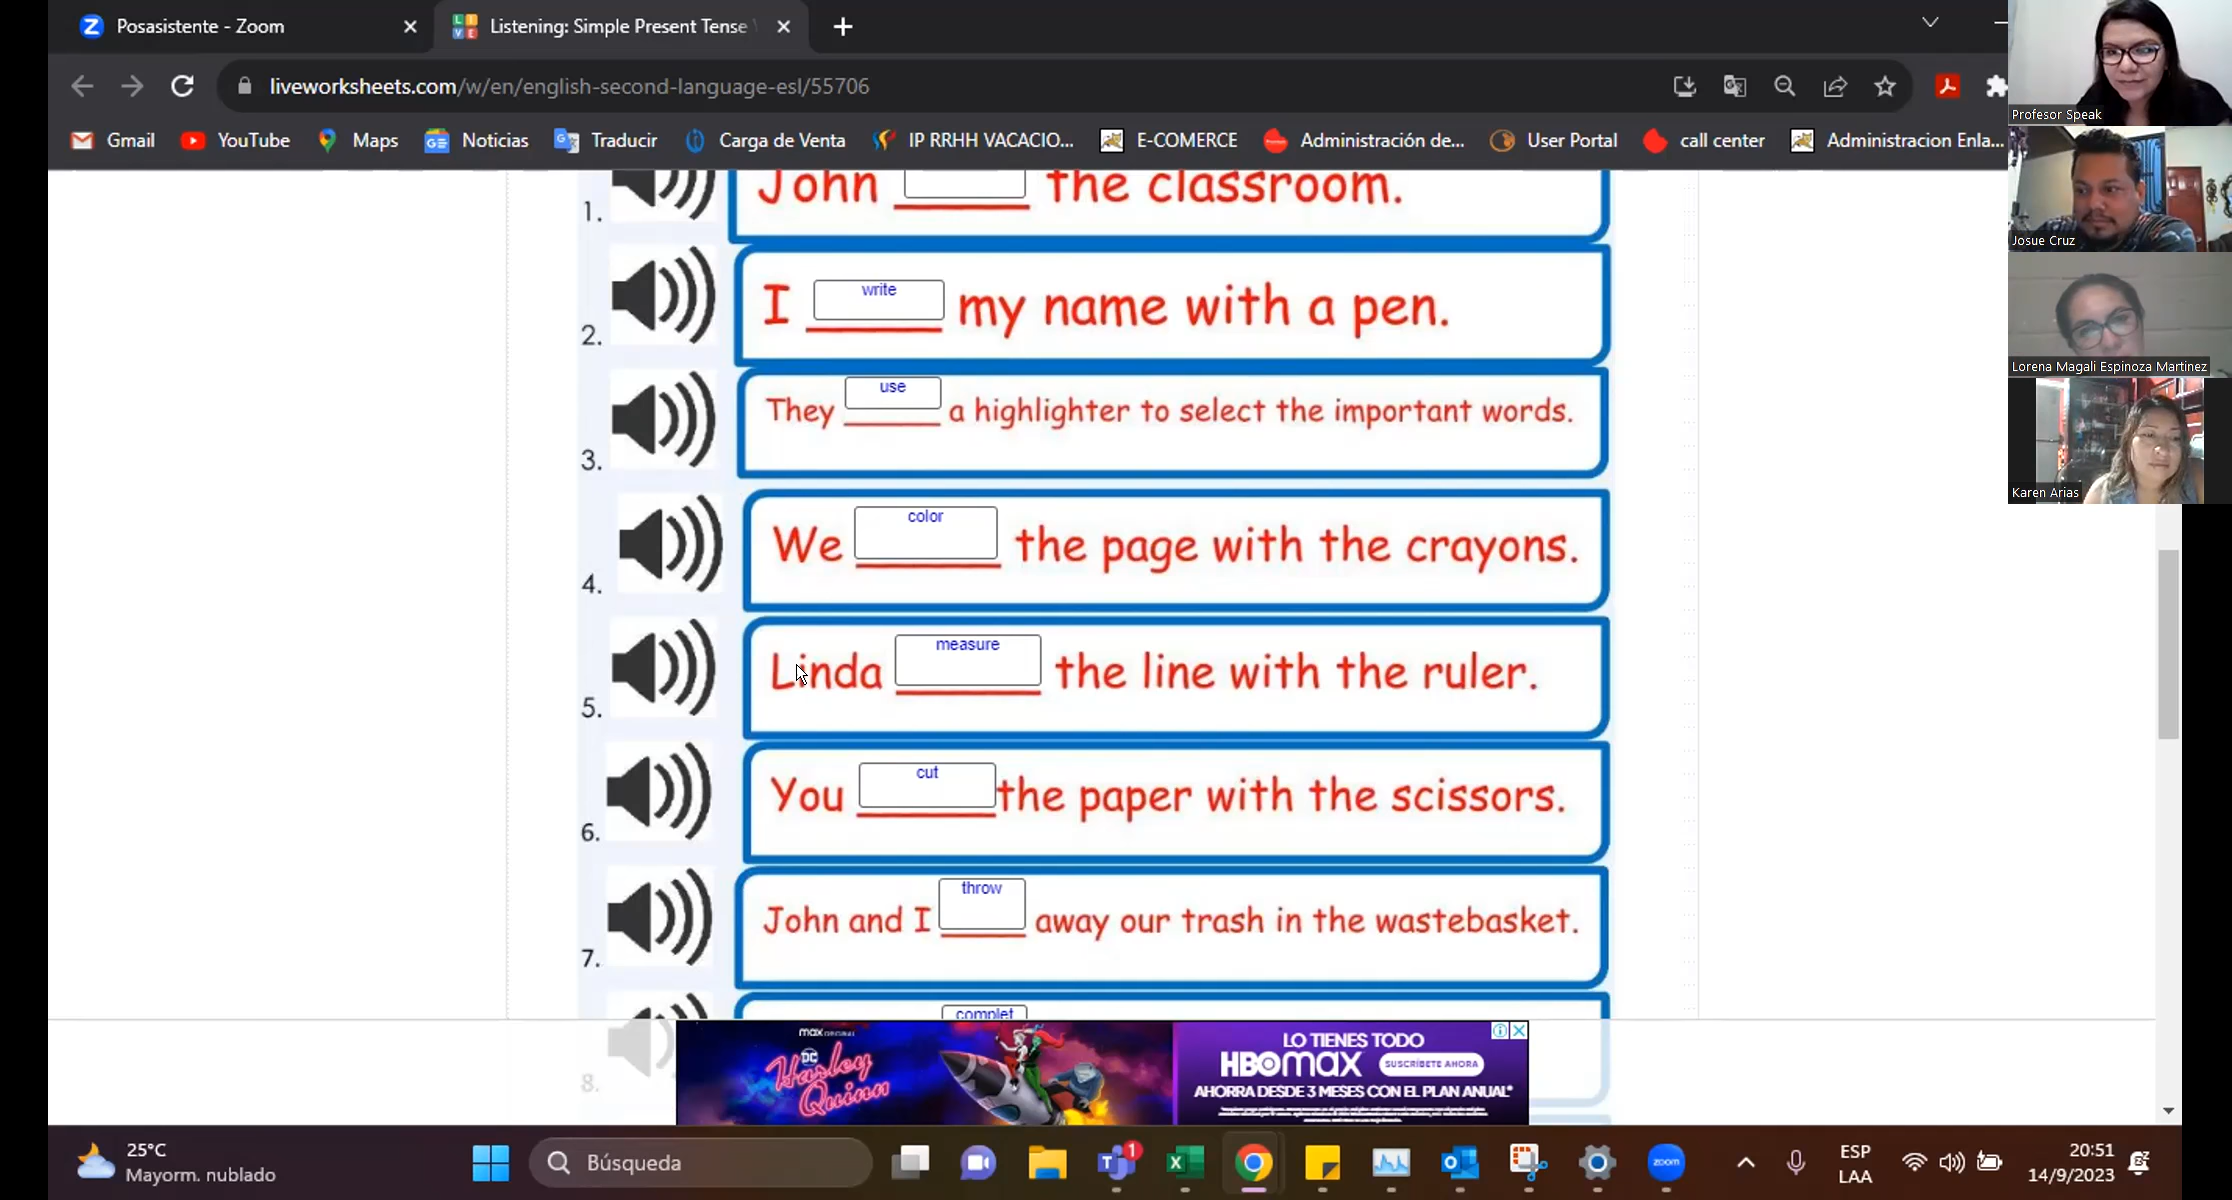 Posasistente - Zoom
Listening: Simple Present Tense
liveworksheets.com/w/en/english-second-language-esl/55706
Gmail
YouTube
Maps
Noticias
Traducir
Carga de Venta
IP RRHH VACACIO...
E-COMERCE
Administración de...
User Portal
call center
Administracion Enla...
Profesor Speak
Josue Cruz
Lorena Magali Espinoza Martinez
Karen Arias
1. John the classroom.
2. I write my name with a pen.
3. They use a highlighter to select the important words.
4. We color the page with the crayons.
5. Linda measure the line with the ruler.
6. You cut the paper with the scissors.
7. John and I throw away our trash in the wastebasket.
8. complet
max ORIGINAL
DC
Harley
Quinn
LO TIENES TODO
HBOmax SUSCRÍBETE AHORA
AHORRA DESDE 3 MESES CON EL PLAN ANUAL*
25°C
Mayorm. nublado
Búsqueda
1
zoom
ESP
LAA
20:51
14/9/2023